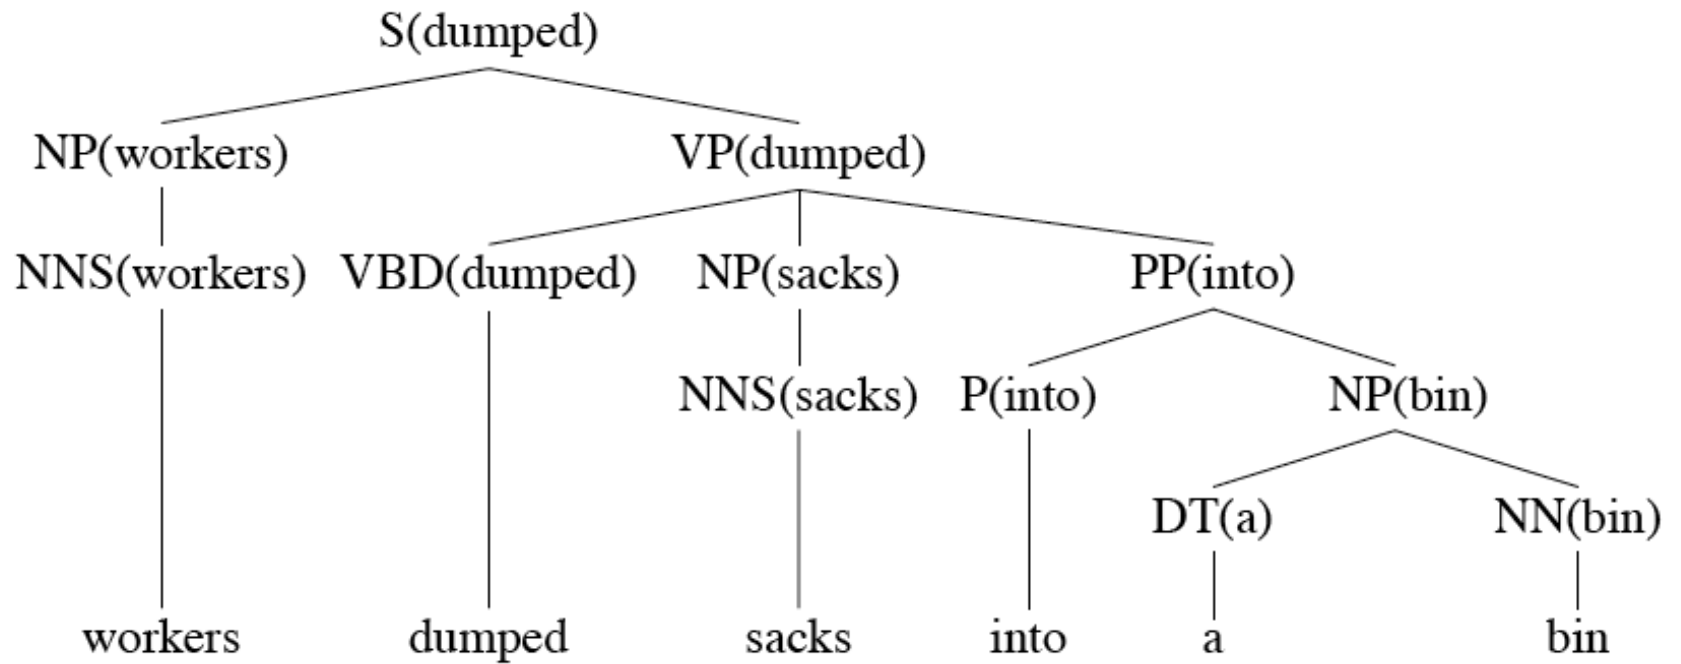 S(dumped)
NP(workers) VP(dumped)
NNS(workers) VBD(dumped) NP(sacks) PP(into)
NNS(sacks) P(into) NP(bin)
DT(a) NN(bin)
workers dumped sacks into a bin